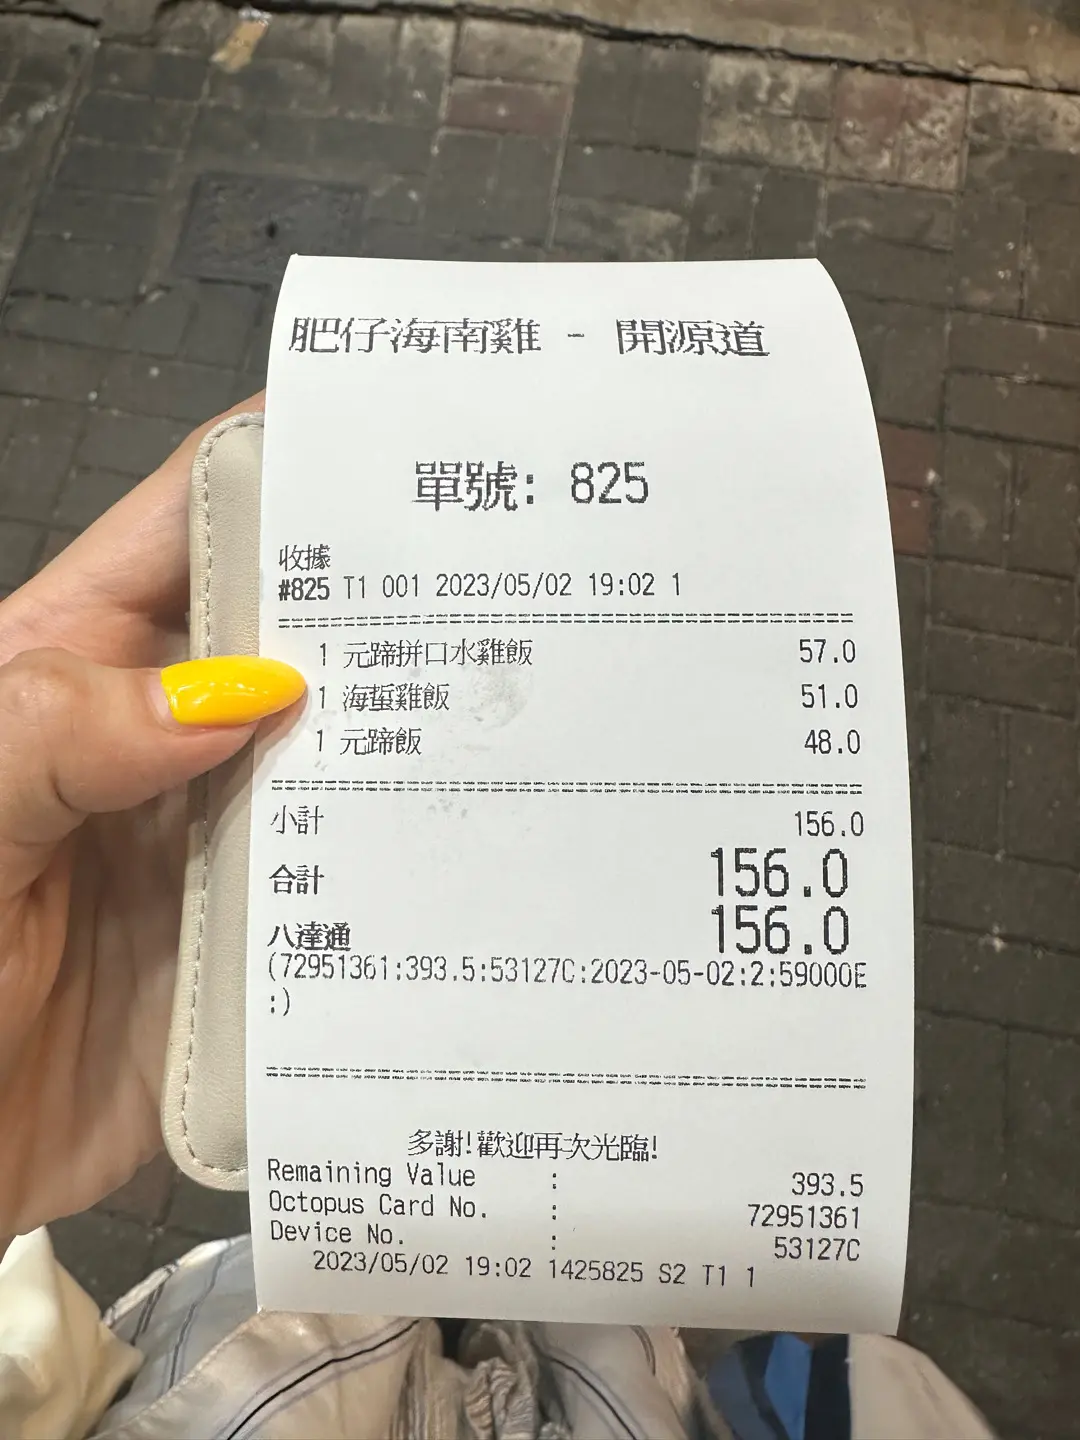 肥仔海南雞 - 開源道
單號: 825
收據
#825 T1 001 2023/05/02 19:02 1
1 元蹄拼口水雞飯 57.0
1 海蜇雞飯 51.0
1 元蹄飯 48.0
小計 156.0
合計 156.0
八達通 156.0
(72951361:393.5:53127C:2023-05-02:2:59000E
:)
多謝!歡迎再次光臨!
Remaining Value : 393.5
Octopus Card No. : 72951361
Device No. : 53127C
2023/05/02 19:02 1425825 S2 T1 1